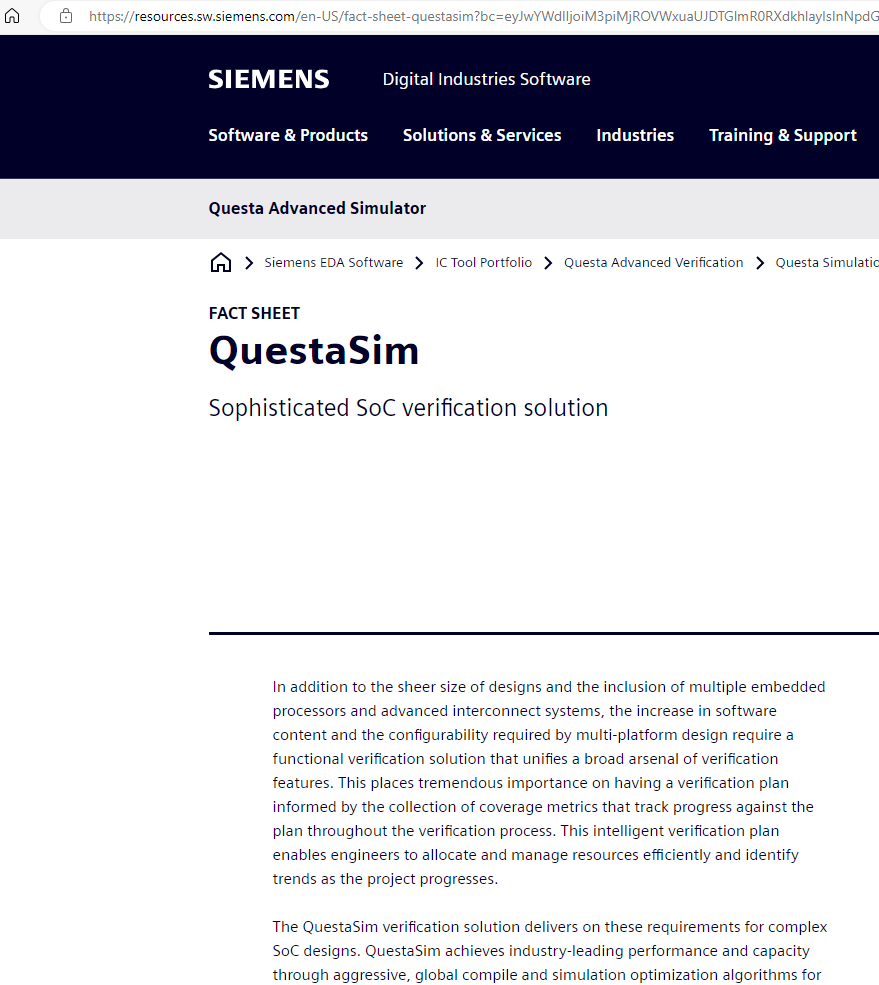 https://resources.sw.siemens.com/en-US/fact-sheet-questasim?bc=
SIEMENS Digital Industries Software
Software & Products Solutions & Services Industries Training & Support
Questa Advanced Simulator
Siemens EDA Software IC Tool Portfolio Questa Advanced Verification Questa Simulatio
FACT SHEET
QuestaSim
Sophisticated SoC verification solution
In addition to the sheer size of designs and the inclusion of multiple embedded
processors and advanced interconnect systems, the increase in software
content and the configurability required by multi-platform design require a
functional verification solution that unifies a broad arsenal of verification
features. This places tremendous importance on having a verification plan
informed by the collection of coverage metrics that track progress against the
plan throughout the verification process. This intelligent verification plan
enables engineers to allocate and manage resources efficiently and identify
trends as the project progresses.
The QuestaSim verification solution delivers on these requirements for complex
SoC designs. QuestaSim achieves industry-leading performance and capacity
through aggressive, global compile and simulation optimization algorithms for